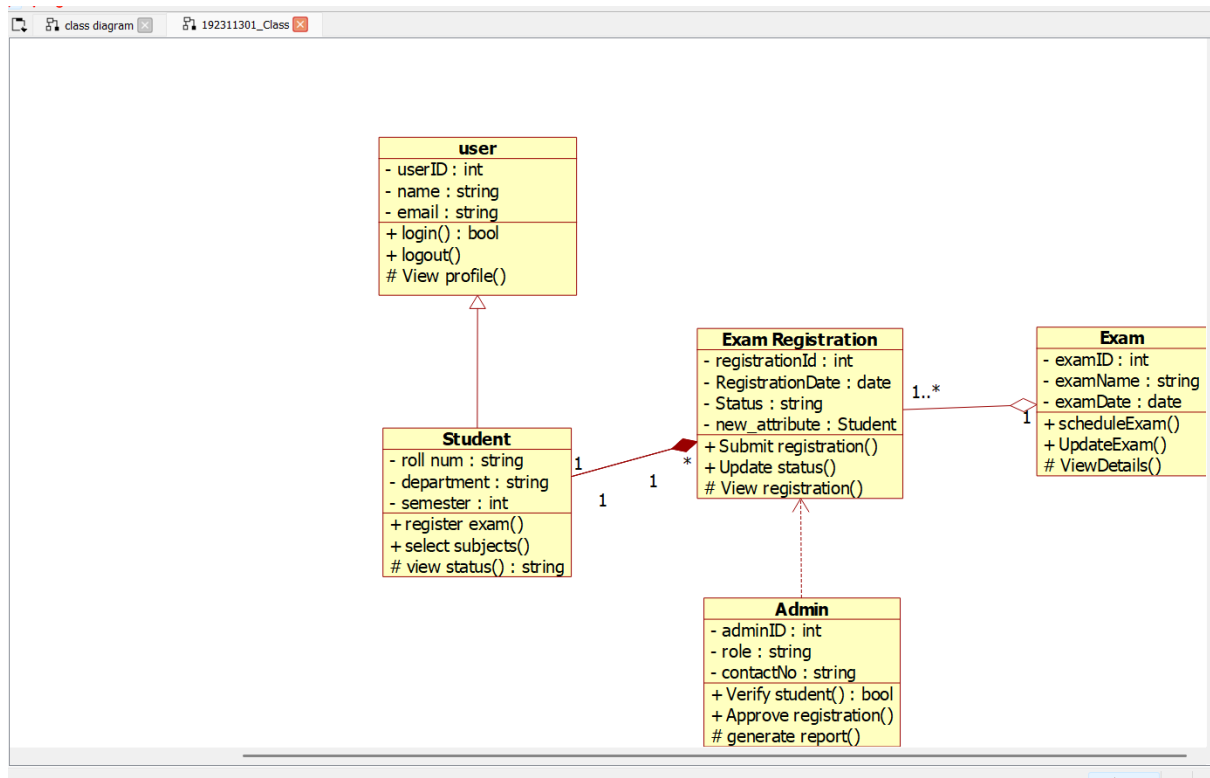 class diagram
192311301_Class
user
- userID : int
- name : string
- email : string
+ login() : bool
+ logout()
# View profile()
Exam Registration
- registrationId : int
- RegistrationDate : date
- Status : string
- new_attribute : Student
+ Submit registration()
+ Update status()
# View registration()
1..*
1
Exam
- examID : int
- examName : string
- examDate : date
+ scheduleExam()
+ UpdateExam()
# ViewDetails()
Student
- roll num : string
- department : string
- semester : int
+ register exam()
+ select subjects()
# view status() : string
1
*
1
1
Admin
- adminID : int
- role : string
- contactNo : string
+ Verify student() : bool
+ Approve registration()
# generate report()